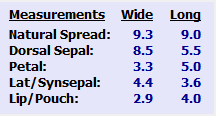 Measurements Wide Long
Natural Spread: 9.3 9.0
Dorsal Sepal: 8.5 5.5
Petal: 3.3 5.0
Lat/Synsepal: 4.4 3.6
Lip/Pouch: 2.9 4.0